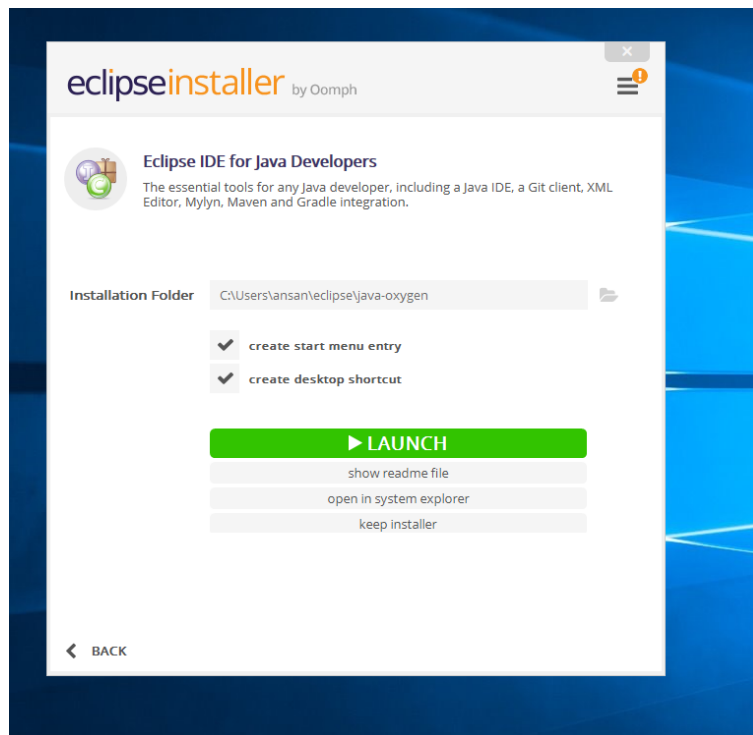 eclipseinstaller by Oomph
Eclipse IDE for Java Developers
The essential tools for any Java developer, including a Java IDE, a Git client, XML
Editor, Mylyn, Maven and Gradle integration.
Installation Folder C:\Users\ansan\eclipse\java-oxygen
create start menu entry
create desktop shortcut
LAUNCH
show readme file
open in system explorer
keep installer
BACK